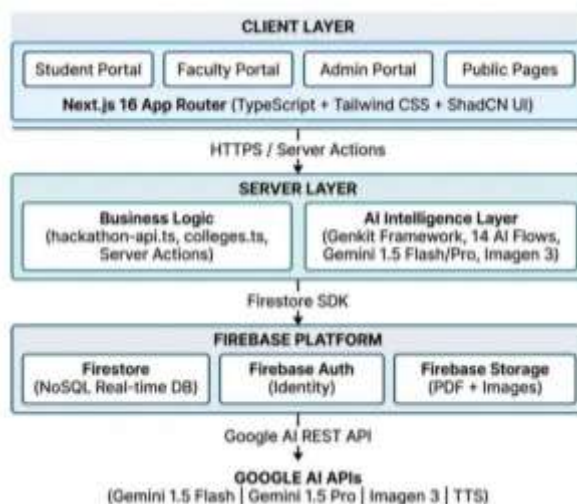 CLIENT LAYER
Student Portal
Faculty Portal
Admin Portal
Public Pages
Next.js 16 App Router (TypeScript + Tailwind CSS + ShadCN UI)
HTTPS / Server Actions
SERVER LAYER
Business Logic
(hackathon-api.ts, colleges.ts,
Server Actions)
AI Intelligence Layer
(Genkit Framework, 14 AI Flows,
Gemini 1.5 Flash/Pro, Imagen 3)
Firestore SDK
FIREBASE PLATFORM
Firestore
(NoSQL Real-time DB)
Firebase Auth
(Identity)
Firebase Storage
(PDF + Images)
Google AI REST API
GOOGLE AI APIs
(Gemini 1.5 Flash | Gemini 1.5 Pro | Imagen 3 | TTS)